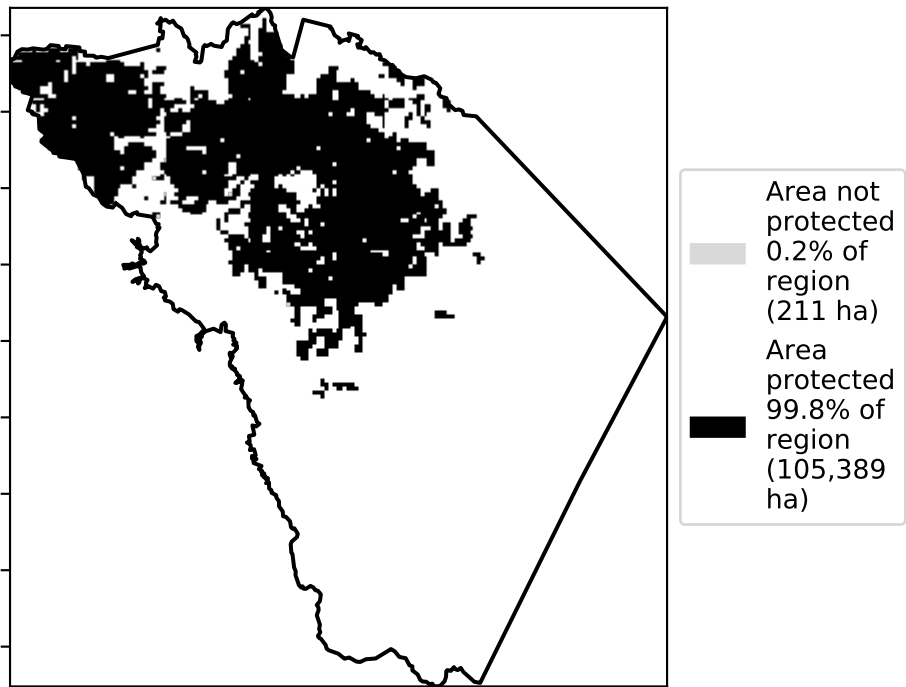 Area not
protected
0.2% of
region
(211 ha)
Area
protected
99.8% of
region
(105,389
ha)